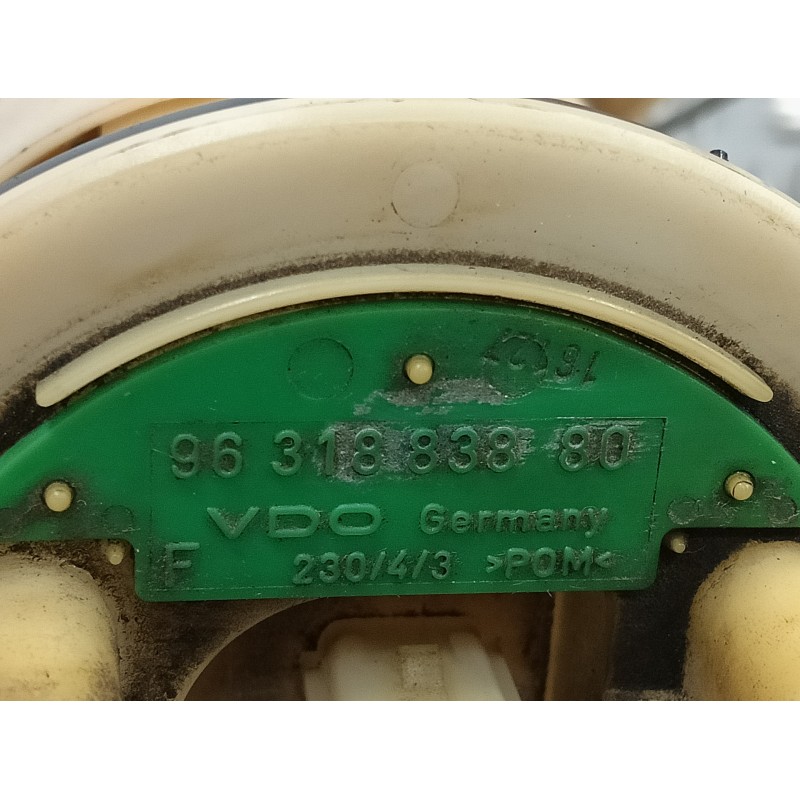 96 318 838 80
VDO Germany
F 230/4/3 >POM<